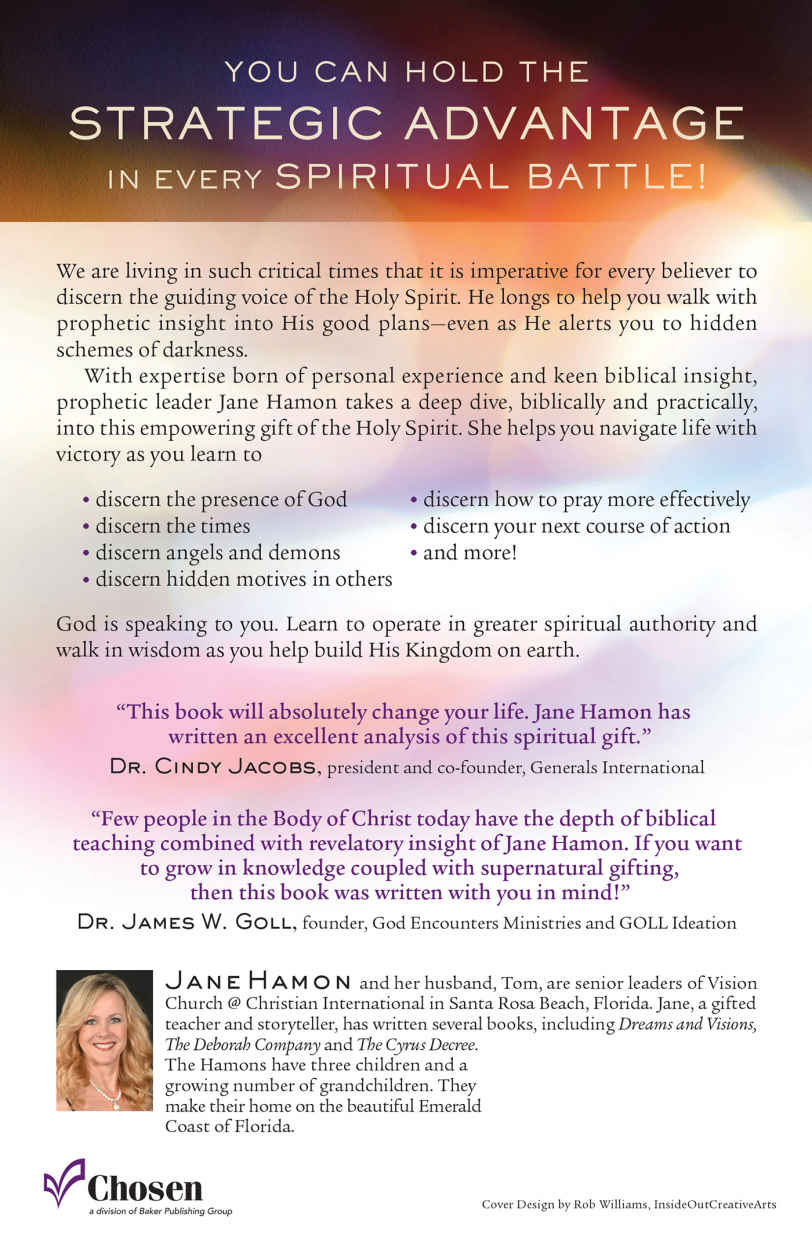 YOU CAN HOLD THE
STRATEGIC ADVANTAGE
IN EVERY SPIRITUAL BATTLE!
We are living in such critical times that it is imperative for every believer to
discern the guiding voice of the Holy Spirit. He longs to help you walk with
prophetic insight into His good plans—even as He alerts you to hidden
schemes of darkness.
With expertise born of personal experience and keen biblical insight,
prophetic leader Jane Hamon takes a deep dive, biblically and practically,
into this empowering gift of the Holy Spirit. She helps you navigate life with
victory as you learn to
• discern the presence of God
• discern the times
• discern angels and demons
• discern hidden motives in others
• discern how to pray more effectively
• discern your next course of action
• and more!
God is speaking to you. Learn to operate in greater spiritual authority and
walk in wisdom as you help build His Kingdom on earth.
“This book will absolutely change your life. Jane Hamon has
written an excellent analysis of this spiritual gift.”
Dr. Cindy Jacobs, president and co-founder, Generals International
“Few people in the Body of Christ today have the depth of biblical
teaching combined with revelatory insight of Jane Hamon. If you want
to grow in knowledge coupled with supernatural gifting,
then this book was written with you in mind!”
Dr. James W. Goll, founder, God Encounters Ministries and GOLL Ideation
Jane Hamon and her husband, Tom, are senior leaders of Vision
Church @ Christian International in Santa Rosa Beach, Florida. Jane, a gifted
teacher and storyteller, has written several books, including Dreams and Visions,
The Deborah Company and The Cyrus Decree.
The Hamons have three children and a
growing number of grandchildren. They
make their home on the beautiful Emerald
Coast of Florida.
Chosen
a division of Baker Publishing Group
Cover Design by Rob Williams, InsideOutCreativeArts